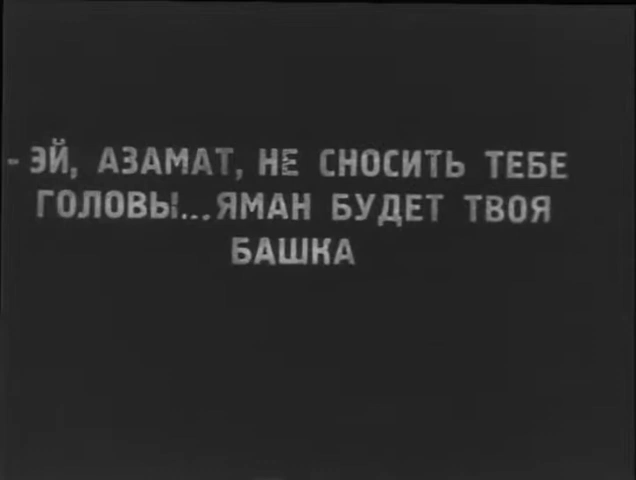 - ЭЙ, АЗАМАТ, НЕ СНОСИТЬ ТЕБЕ
ГОЛОВЫ...ЯМАН БУДЕТ ТВОЯ
БАШКА